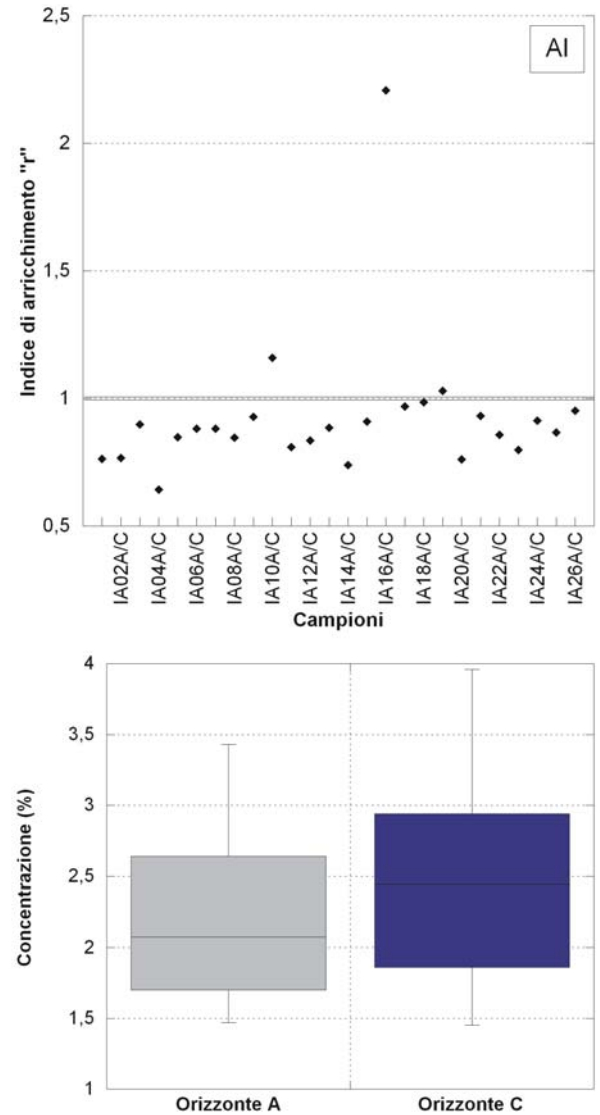 2,5
Al
2
1,5
1
0,5
Indice di arricchimento "r"
IA02A/C
IA04A/C
IA06A/C
IA08A/C
IA10A/C
IA12A/C
IA14A/C
IA16A/C
IA18A/C
IA20A/C
IA22A/C
IA24A/C
IA26A/C
Campioni
4
3,5
3
2,5
2
1,5
1
Concentrazione (%)
Orizzonte A
Orizzonte C